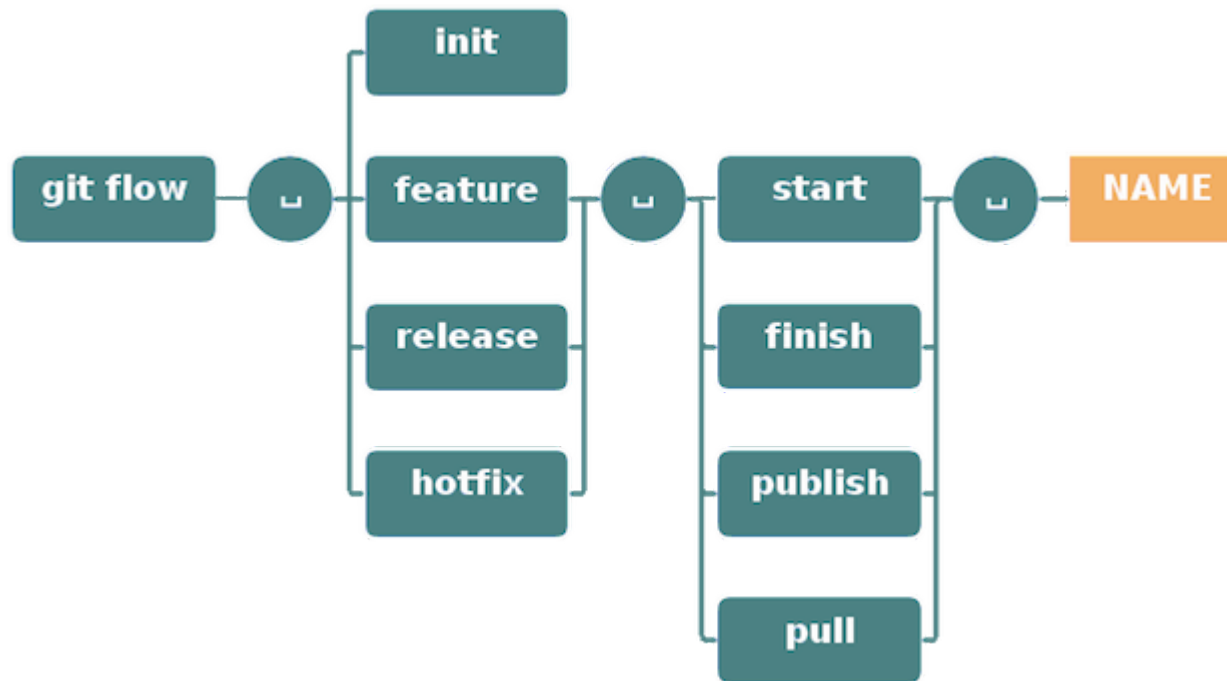 init
git flow ␣ feature ␣ start ␣ NAME
release finish
hotfix publish
pull